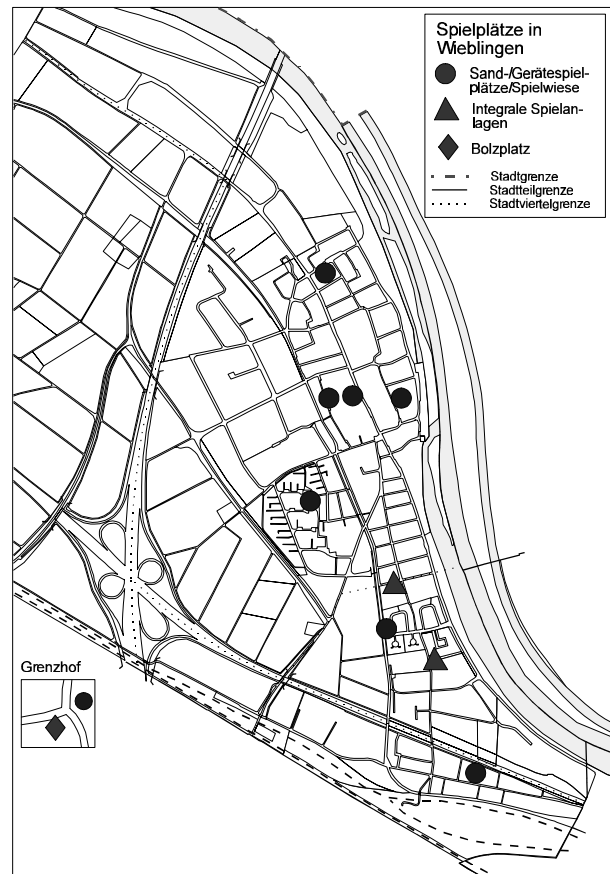 Spielplätze in
Wieblingen
Sand-/Gerätespiel-
plätze/Spielwiese
Integrale Spielan-
lagen
Bolzplatz
Stadtgrenze
Stadtteilgrenze
Stadtviertelgrenze
Grenzhof